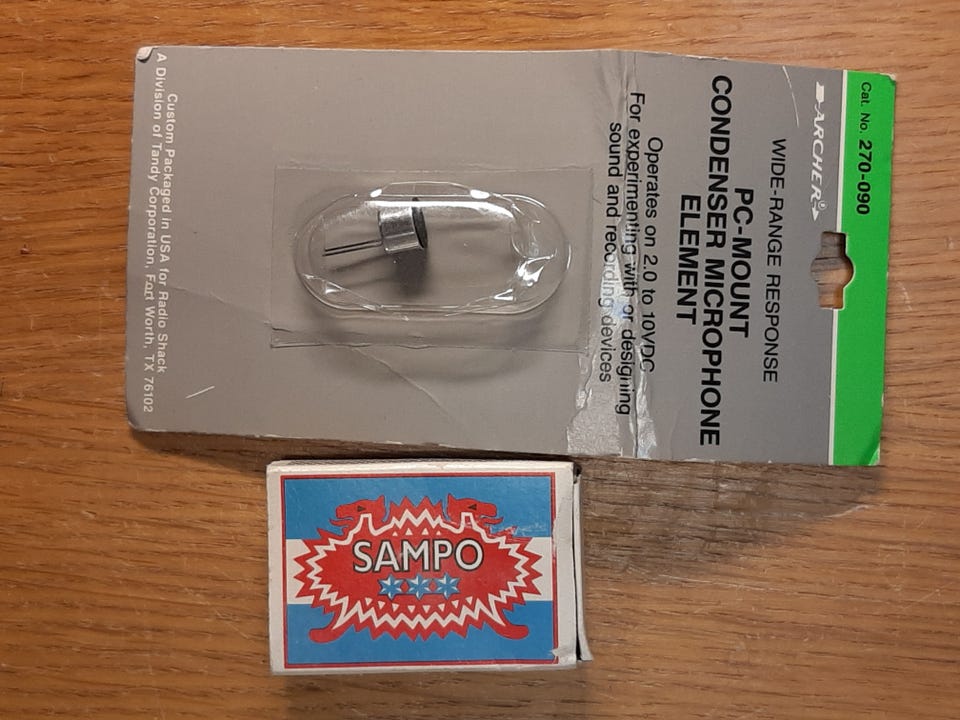 Cat. No. 270-090
ARCHER®
WIDE-RANGE RESPONSE
PC-MOUNT
CONDENSER MICROPHONE
ELEMENT
Operates on 2.0 to 10VDC
For experimenting with or designing
sound and recording devices
Custom Packaged in USA for Radio Shack
A Division of Tandy Corporation, Fort Worth, TX 76102
SAMPO